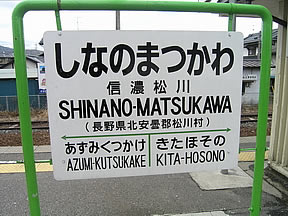 しなのまつかわ
信濃松川
SHINANO-MATSUKAWA
(長野県北安曇郡松川村)
あずみくつかけ きたほその
AZUMI-KUTSUKAKE KITA-HOSONO